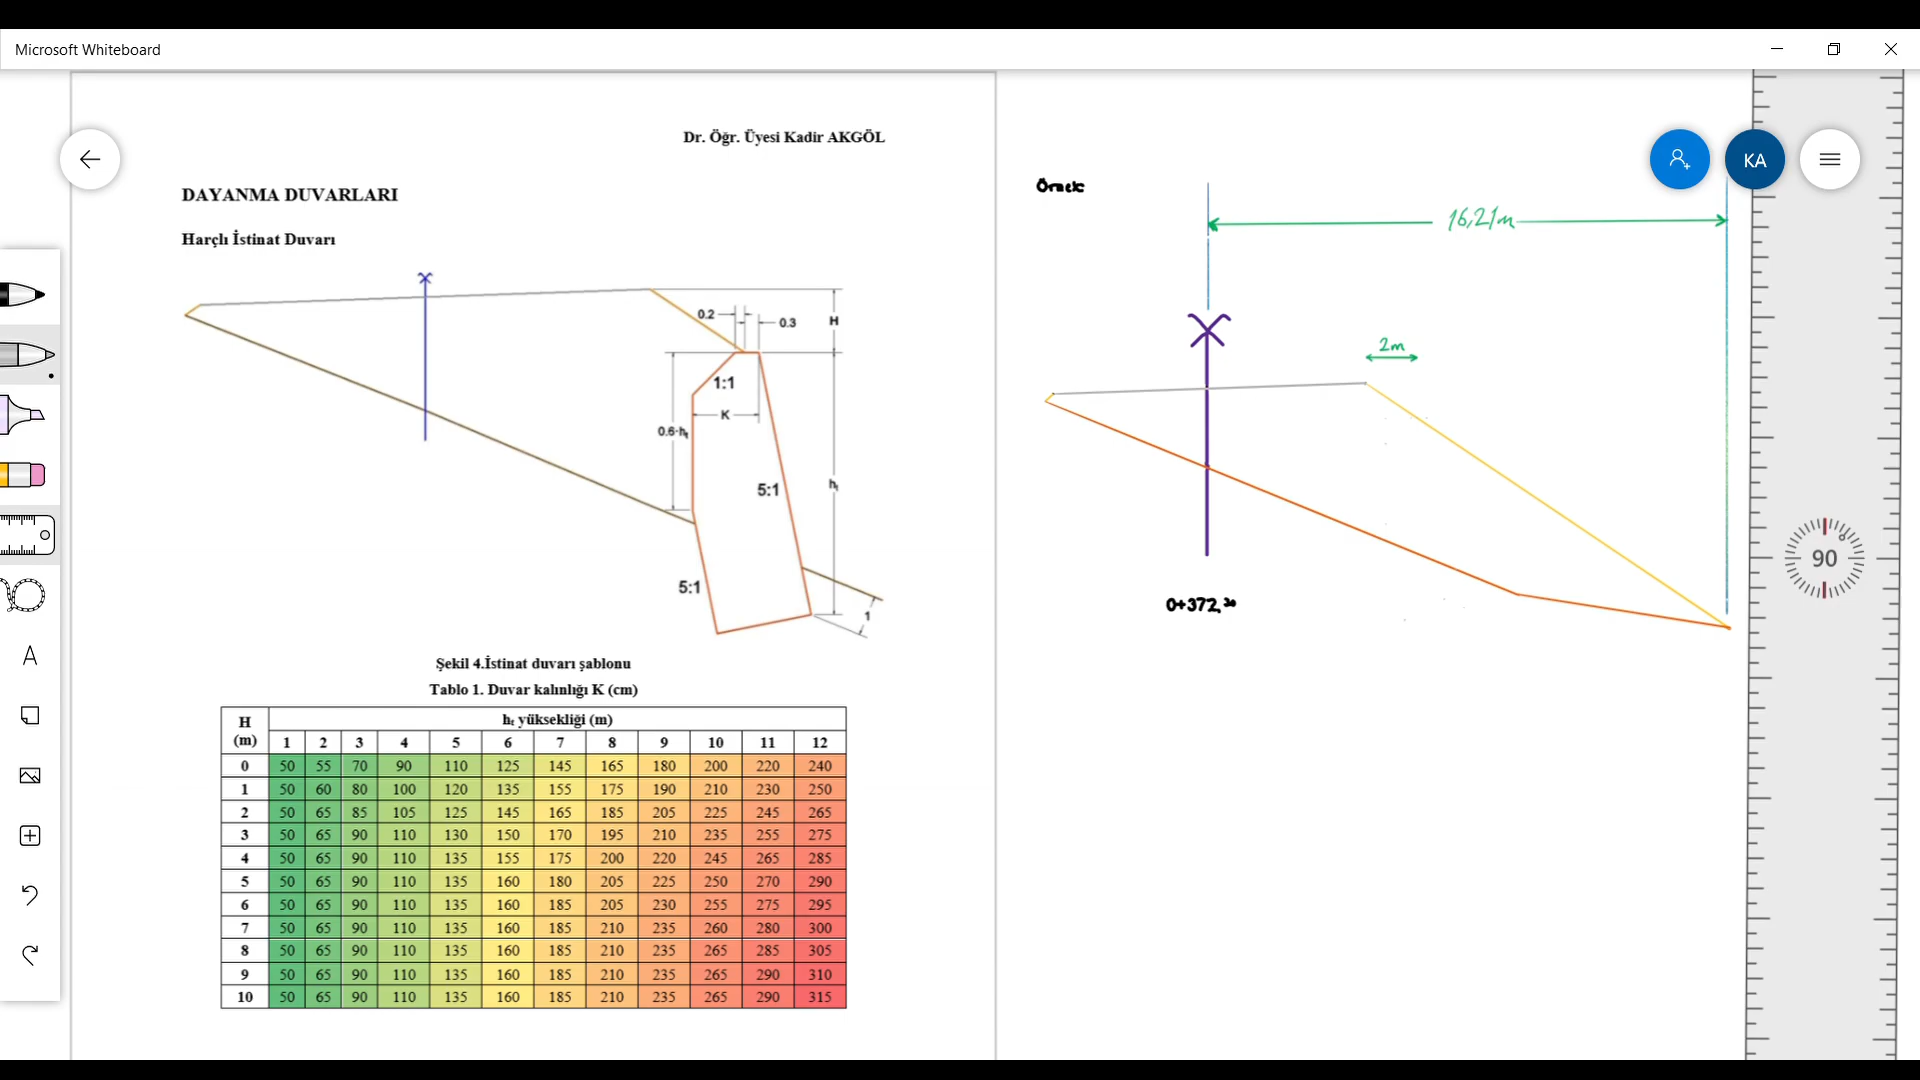 Microsoft Whiteboard
Dr. Öğr. Üyesi Kadir AKGÖL
DAYANMA DUVARLARI
Harçlı İstinat Duvarı
0.2
0.3
H
1:1
K
0.6·hₜ
5:1
hₜ
5:1
1
Şekil 4.İstinat duvarı şablonu
Tablo 1. Duvar kalınlığı K (cm)
H (m) hₜ yüksekliği (m)
1 2 3 4 5 6 7 8 9 10 11 12
0 50 55 70 90 110 125 145 165 180 200 220 240
1 50 60 80 100 120 135 155 175 190 210 230 250
2 50 65 85 105 125 145 165 185 205 225 245 265
3 50 65 90 110 130 150 170 195 210 235 255 275
4 50 65 90 110 135 155 175 200 220 245 265 285
5 50 65 90 110 135 160 180 205 225 250 270 290
6 50 65 90 110 135 160 185 205 230 255 275 295
7 50 65 90 110 135 160 185 210 235 260 280 300
8 50 65 90 110 135 160 185 210 235 265 285 305
9 50 65 90 110 135 160 185 210 235 265 290 310
10 50 65 90 110 135 160 185 210 235 265 290 315
Örnek
16,21m
2m
0+372,30
KA
90
A